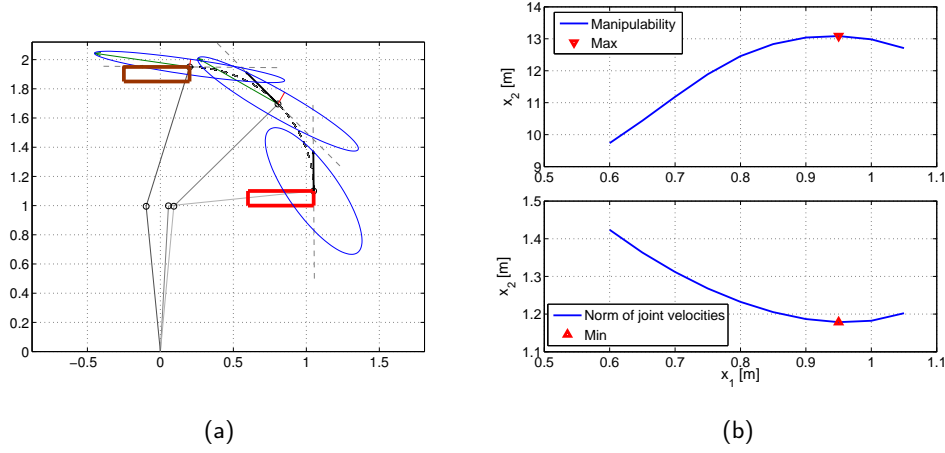 2
1.8
1.6
1.4
1.2
1
0.8
0.6
0.4
0.2
0
−0.5 0 0.5 1 1.5
(a)
14
13
12
11
10
9
x2 [m]
Manipulability
Max
0.5 0.6 0.7 0.8 0.9 1 1.1
1.5
1.4
1.3
1.2
1.1
x2 [m]
Norm of joint velocities
Min
0.5 0.6 0.7 0.8 0.9 1 1.1
x1 [m]
(b)